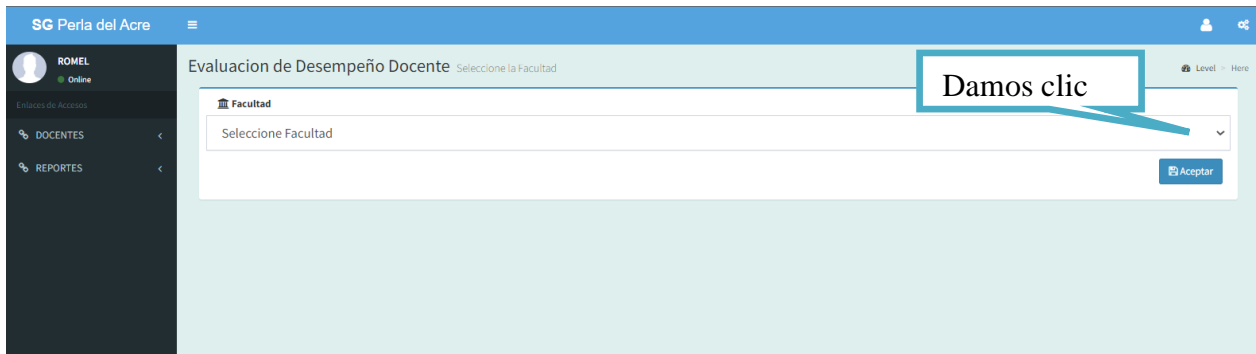 SG Perla del Acre
ROMEL
Online
Enlaces de Accesos
DOCENTES
REPORTES
Evaluacion de Desempeño Docente Seleccione la Facultad
Level > Here
Damos clic
Facultad
Seleccione Facultad
Aceptar